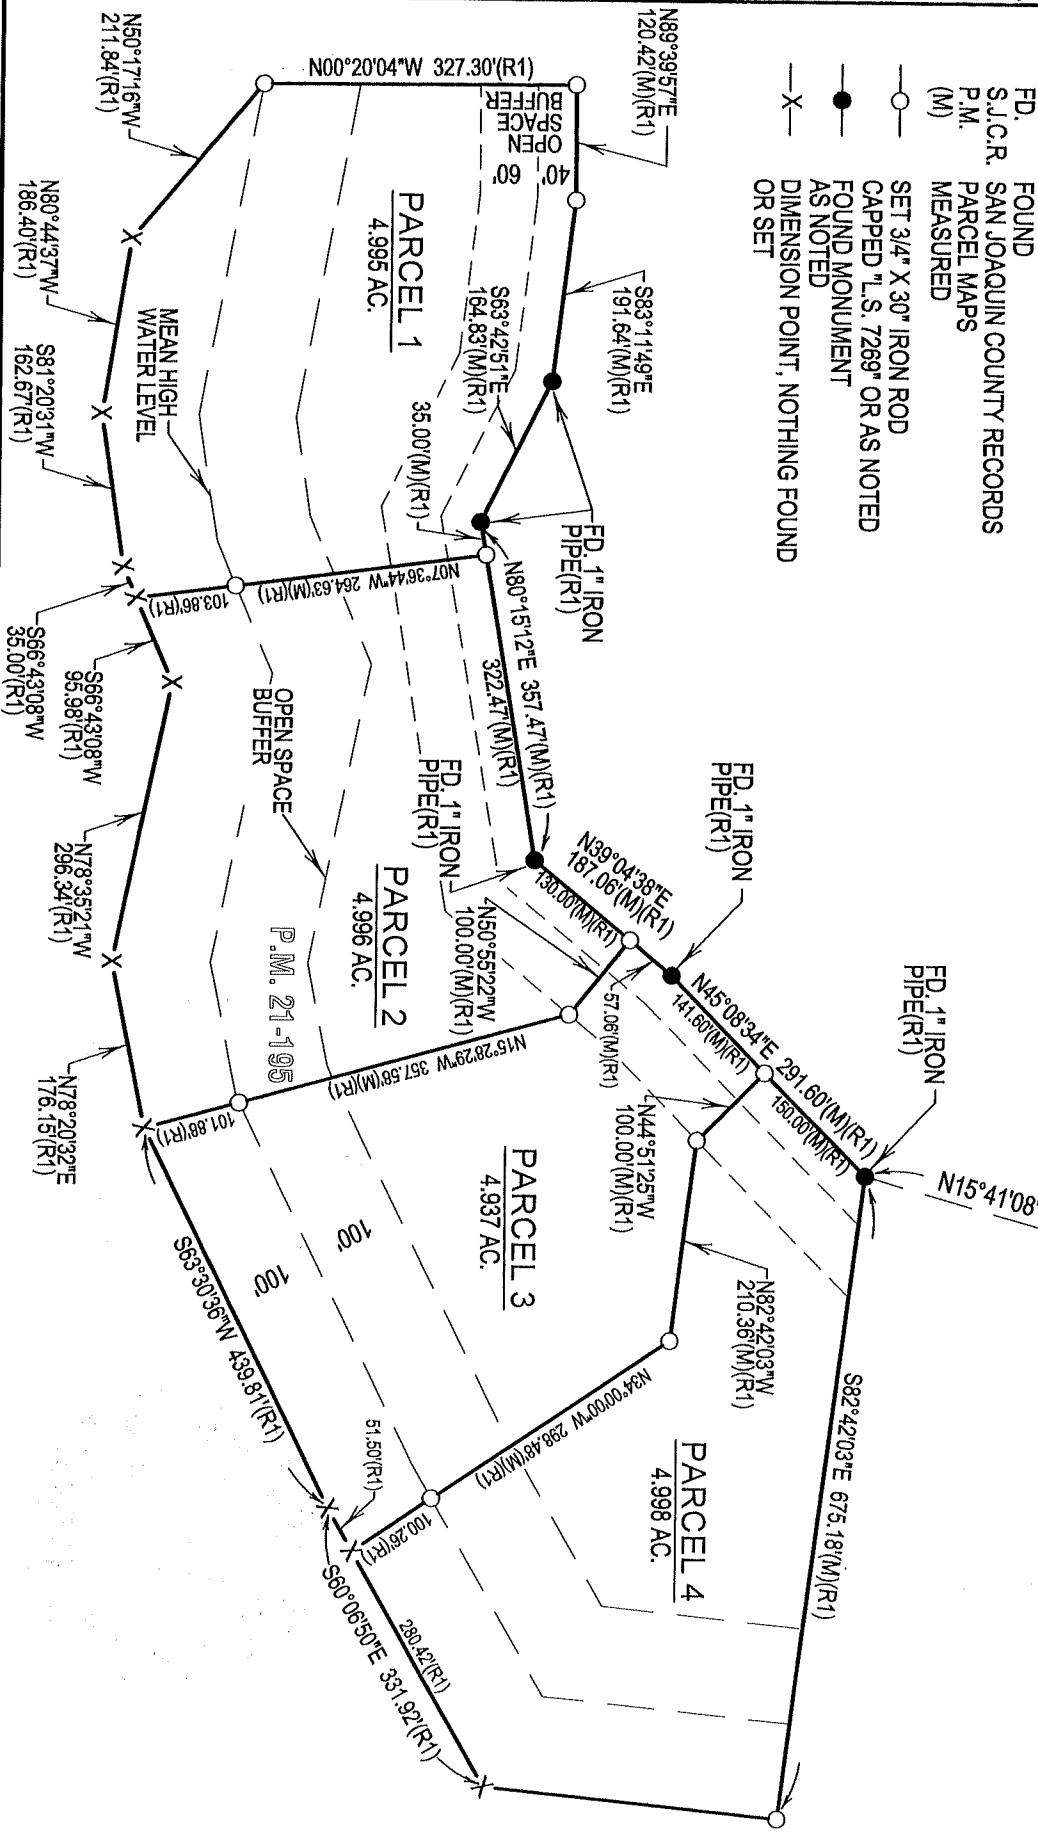 FD. FOUND
S.J.C.R. SAN JOAQUIN COUNTY RECORDS
P.M. PARCEL MAPS
(M) MEASURED
SET 3/4" X 30" IRON ROD
CAPPED "L.S. 7269" OR AS NOTED
FOUND MONUMENT
AS NOTED
X DIMENSION POINT, NOTHING FOUND
OR SET
N89°39'57"E
120.42'(M)(R1)
N00°20'04"W 327.30'(R1)
N50°17'16"W
211.84'(R1)
40'
60'
OPEN
SPACE
BUFFER
S83°11'49"E
191.64'(M)(R1)
S63°42'51"E
164.83'(M)(R1)
35.00'(M)(R1)
FD. 1" IRON
PIPE(R1)
PARCEL 1
4.995 AC.
MEAN HIGH
WATER LEVEL
N80°44'37"W
186.40'(R1)
S81°20'31"W
162.67'(R1)
N07°36'44"W 264.63'(M)(R1)
103.86'(R1)
S66°43'08"W
35.00'(R1)
S66°43'08"W
95.98'(R1)
N80°15'12"E 357.47'(M)(R1)
322.47'(M)(R1)
FD. 1" IRON
PIPE(R1)
OPEN SPACE
BUFFER
PARCEL 2
4.996 AC.
P.M. 21-195
N78°35'21"W
296.34'(R1)
N78°20'32"E
176.15'(R1)
FD. 1" IRON
PIPE(R1)
N39°04'38"E
187.06'(M)(R1)
130.00'(M)(R1)
N50°55'22"W
100.00'(M)(R1)
57.06'(M)(R1)
N15°28'29"W 357.58'(M)(R1)
101.88'(R1)
FD. 1" IRON
PIPE(R1)
N45°08'34"E 291.60'(M)(R1)
141.60'(M)(R1)
150.00'(M)(R1)
N44°51'25"W
100.00'(M)(R1)
N15°41'08"
PARCEL 3
4.937 AC.
100'
100'
S63°30'36"W 439.81'(R1)
N82°42'03"W
210.36'(M)(R1)
N34°00'00"W 298.48'(M)(R1)
100.26'(R1)
51.50'(R1)
S82°42'03"E 675.18'(M)(R1)
PARCEL 4
4.998 AC.
280.42'(R1)
S60°06'50"E 331.92'(R1)